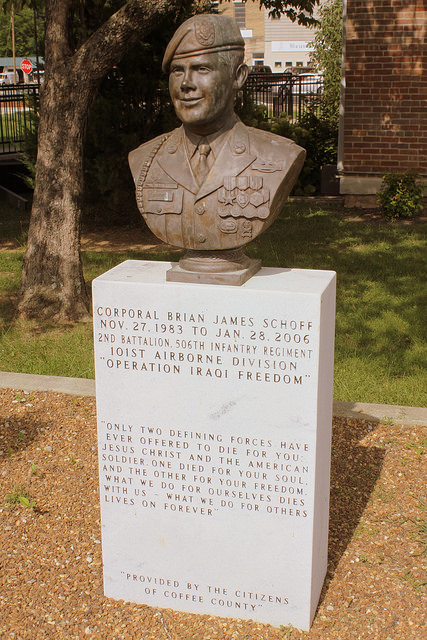 CORPORAL BRIAN JAMES SCHOFF
NOV. 27, 1983 TO JAN. 28, 2006
2ND BATTALION, 506TH INFANTRY REGIMENT
101ST AIRBORNE DIVISION
"OPERATION IRAQI FREEDOM"
"ONLY TWO DEFINING FORCES HAVE
EVER OFFERED TO DIE FOR YOU:
JESUS CHRIST AND THE AMERICAN
SOLDIER. ONE DIED FOR YOUR SOUL,
AND THE OTHER FOR YOUR FREEDOM.
WHAT WE DO FOR OURSELVES DIES
WITH US - WHAT WE DO FOR OTHERS
LIVES ON FOREVER"
"PROVIDED BY THE CITIZENS
OF COFFEE COUNTY"